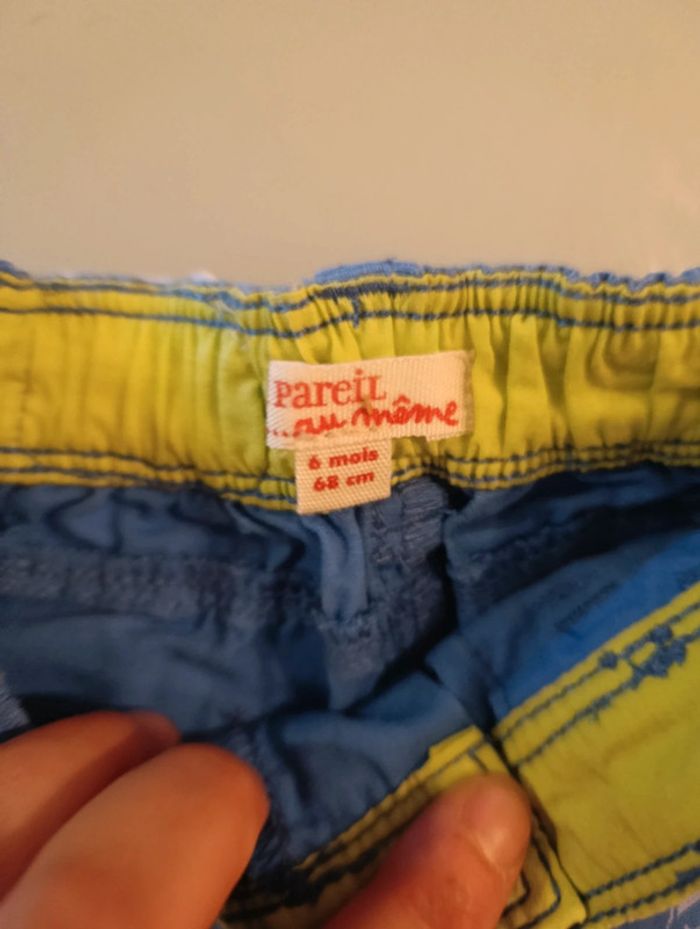 Pareil
...au même
6 mois
68 cm